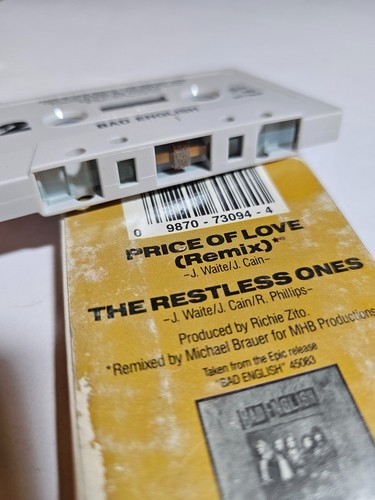 2
BAD ENGLISH
0 9870-73094-4
PRICE OF LOVE
(Remix)*
-J. Waite/J. Cain-
THE RESTLESS ONES
-J. Waite/J. Cain/R. Phillips-
Produced by Richie Zito.
*Remixed by Michael Brauer for MHB Productions
Taken from the Epic release
"BAD ENGLISH" 45083
BAD ENGLISH